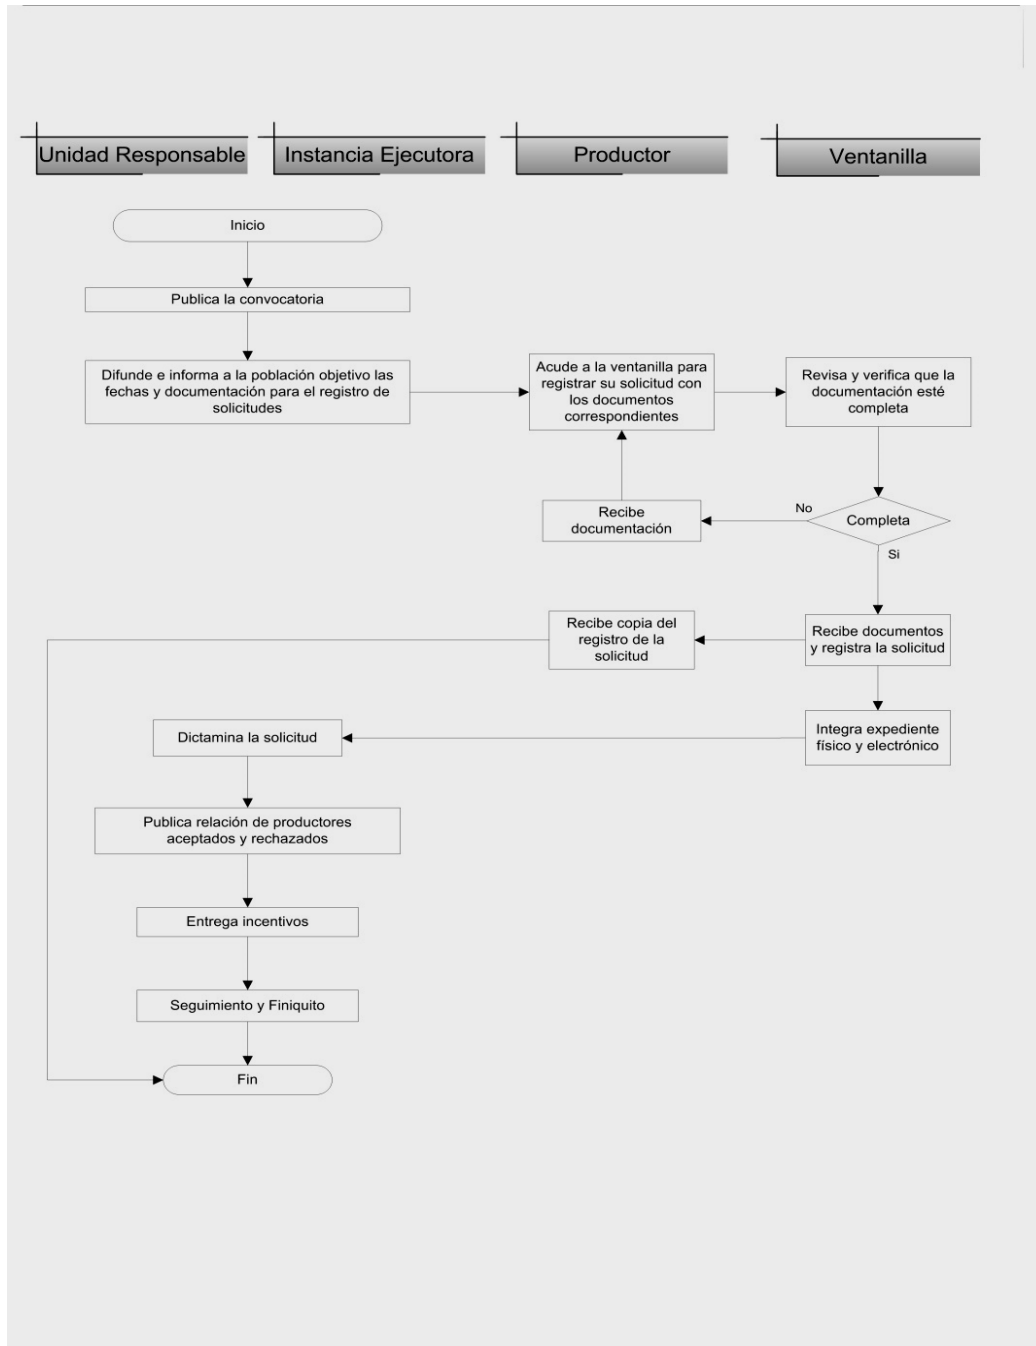 Unidad Responsable
Instancia Ejecutora
Productor
Ventanilla
Inicio
Publica la convocatoria
Difunde e informa a la población objetivo las
fechas y documentación para el registro de
solicitudes
Acude a la ventanilla para
registrar su solicitud con
los documentos
correspondientes
Revisa y verifica que la
documentación esté
completa
Recibe
documentación
No
Completa
Si
Recibe copia del
registro de la
solicitud
Recibe documentos
y registra la solicitud
Dictamina la solicitud
Integra expediente
físico y electrónico
Publica relación de productores
aceptados y rechazados
Entrega incentivos
Seguimiento y Finiquito
Fin